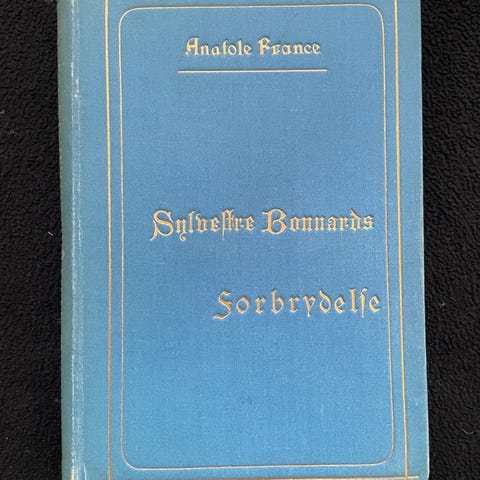 Anatole France
Sylvestre Bonnards
Forbrydelse